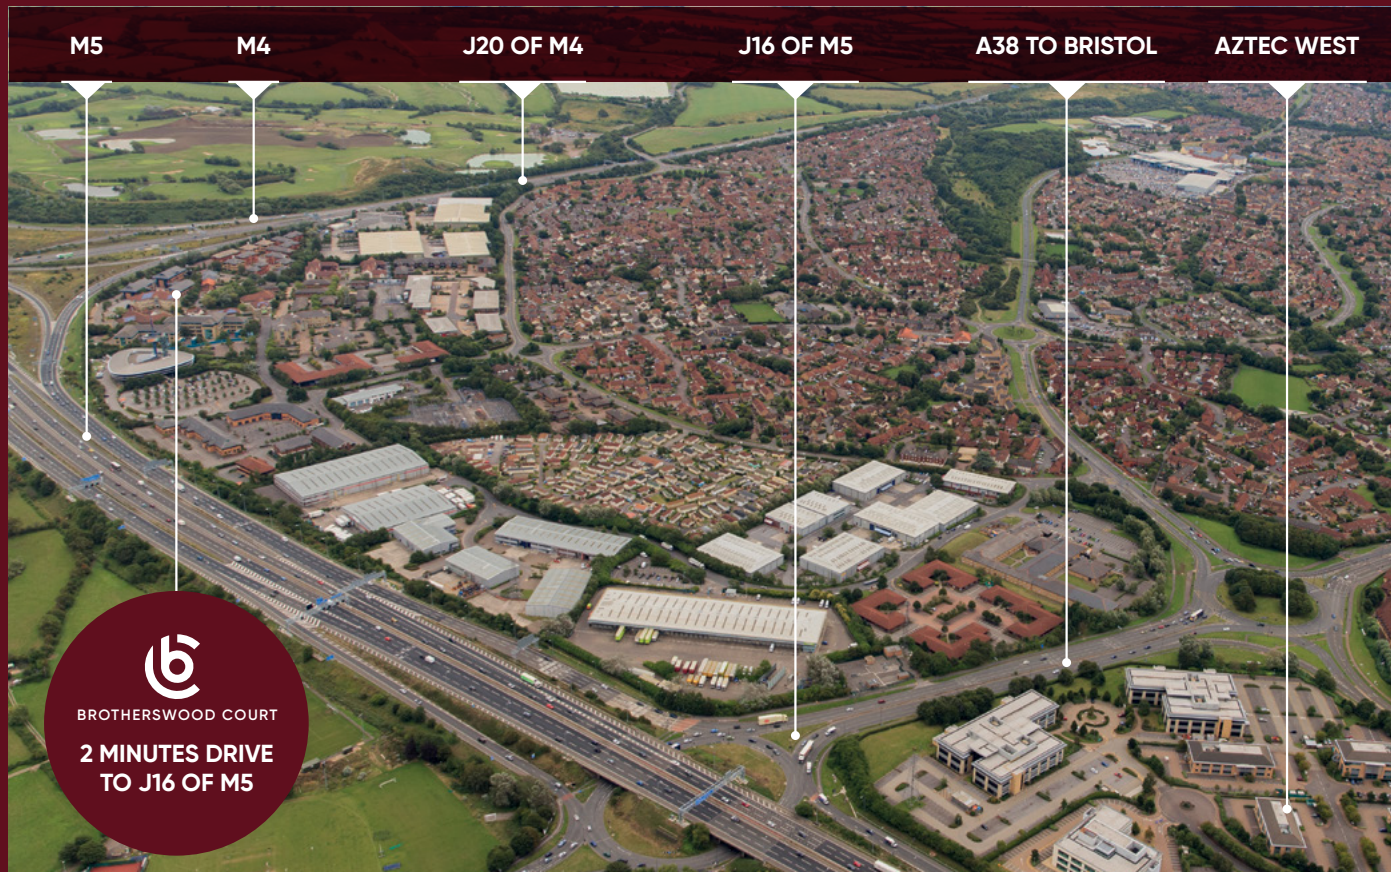 M5
M4
J20 OF M4
J16 OF M5
A38 TO BRISTOL
AZTEC WEST
BROTHERSWOOD COURT
2 MINUTES DRIVE
TO J16 OF M5